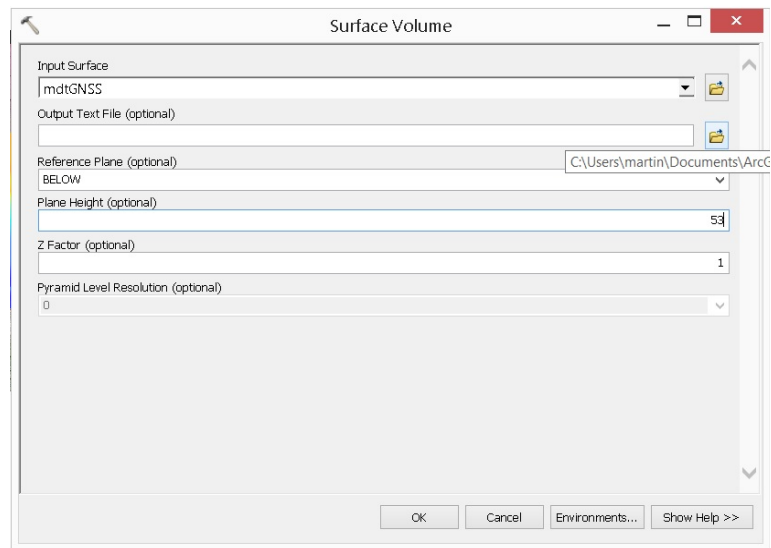 Surface Volume
Input Surface
mdtGNSS
Output Text File (optional)
Reference Plane (optional)
C:\Users\martin\Documents\ArcG
BELOW
Plane Height (optional)
53
Z Factor (optional)
1
Pyramid Level Resolution (optional)
0
OK Cancel Environments... Show Help >>